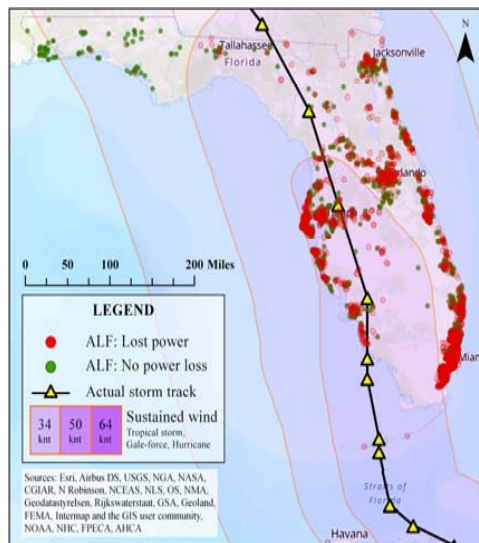 N
Tallahassee
Florida
Jacksonville
Orlando
Tampa
Miami
0 50 100 200 Miles
LEGEND
ALF: Lost power
ALF: No power loss
Actual storm track
34 knt
50 knt
64 knt
Sustained wind
Tropical storm,
Gale-force, Hurricane
Sources: Esri, Airbus DS, USGS, NGA, NASA,
CGIAR, N Robinson, NCEAS, NLS, OS, NMA,
Geodatastyrelsen, Rijkswaterstaat, GSA, Geoland,
FEMA, Intermap and the GIS user community,
NOAA, NHC, FPECA, AHCA
Straits of
Florida
Havana